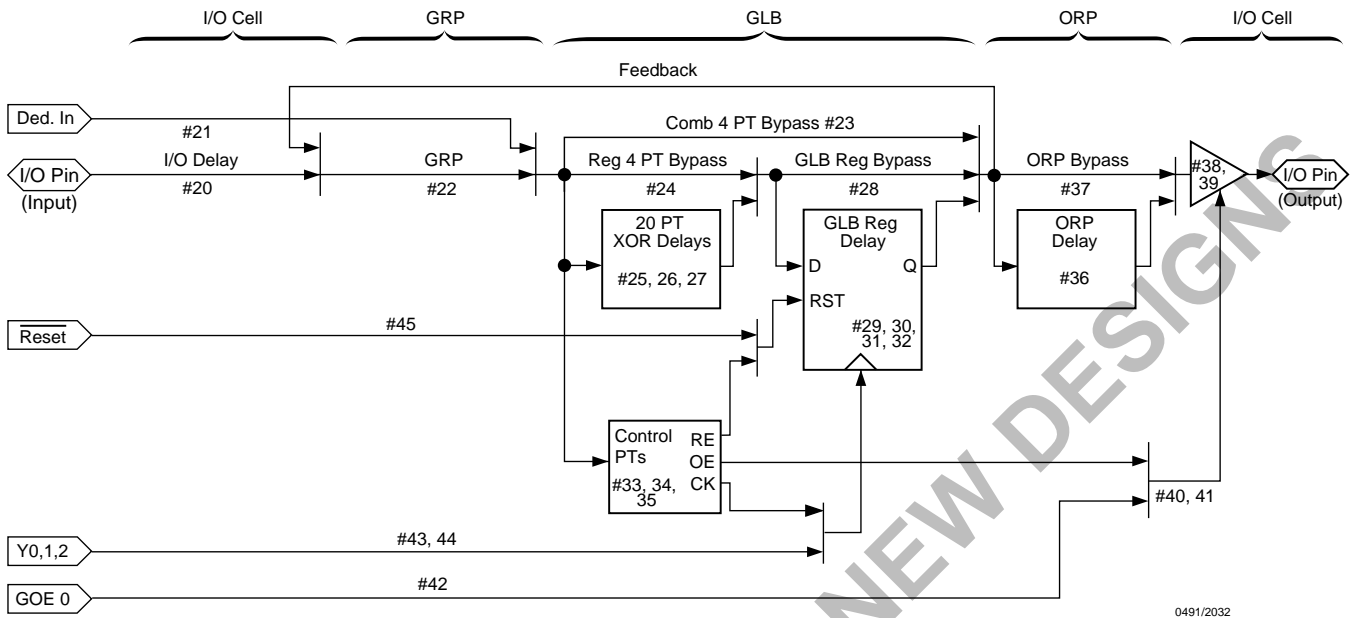 I/O Cell GRP GLB ORP I/O Cell
Feedback
Ded. In
#21
Comb 4 PT Bypass #23
I/O Delay GRP Reg 4 PT Bypass GLB Reg Bypass ORP Bypass
I/O Pin
(Input)
#20 #22 #24 #28 #37
#38,
39
I/O Pin
(Output)
20 PT
XOR Delays
#25, 26, 27
GLB Reg
Delay
D Q
RST
#29, 30,
31, 32
ORP
Delay
#36
Reset
#45
Control
PTs
RE
OE
CK
#33, 34,
35
#40, 41
Y0,1,2
#43, 44
GOE 0
#42
NEW DESIGNS
0491/2032